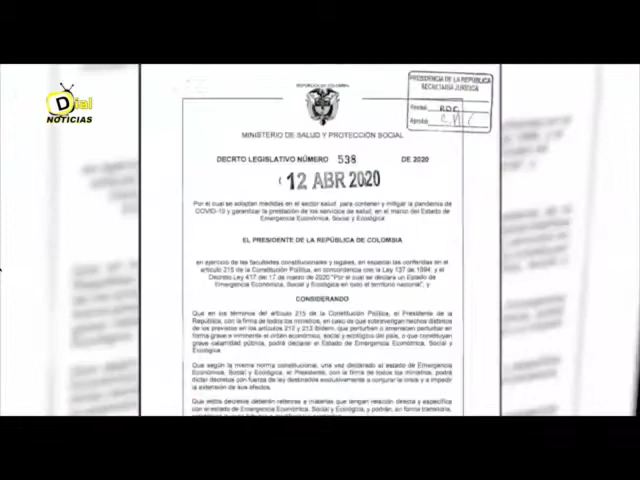 Dial
NOTICIAS
REPÚBLICA DE COLOMBIA
PRESIDENCIA DE LA REPÚBLICA
SECRETARÍA JURÍDICA
Revisó
Aprobó
MINISTERIO DE SALUD Y PROTECCIÓN SOCIAL
DECRTO LEGISLATIVO NÚMERO 538 DE 2020
12 ABR 2020
Por el cual se adoptan medidas en el sector salud, para contener y mitigar la pandemia de
COVID-19 y garantizar la prestación de los servicios de salud, en el marco del Estado de
Emergencia Económica, Social y Ecológica
EL PRESIDENTE DE LA REPÚBLICA DE COLOMBIA
en ejercicio de las facultades constitucionales y legales, en especial las conferidas en el
artículo 215 de la Constitución Política, en concordancia con la Ley 137 de 1994, y el
Decreto Ley 417 del 17 de marzo de 2020 "Por el cual se declara un Estado de
Emergencia Económica, Social y Ecológica en todo el territorio nacional", y
CONSIDERANDO
Que en los términos del artículo 215 de la Constitución Política, el Presidente de la
República, con la firma de todos los ministros, en caso de que sobrevengan hechos distintos
de los previstos en los artículos 212 y 213 ibídem, que perturben o amenacen perturbar en
forma grave e inminente el orden económico, social y ecológico del país, o que constituyan
grave calamidad pública, podrá declarar el Estado de Emergencia Económica, Social y
Ecológica
Que según la misma norma constitucional, una vez declarado el estado de Emergencia
Económica, Social y Ecológica, el Presidente, con la firma de todos los ministros, podrá
dictar decretos con fuerza de ley destinados exclusivamente a conjurar la crisis y a impedir
la extensión de sus efectos.
Que estos decretos deberán referirse a materias que tengan relación directa y específica
con el estado de Emergencia Económica, Social y Ecológica, y podrán, en forma transitoria,